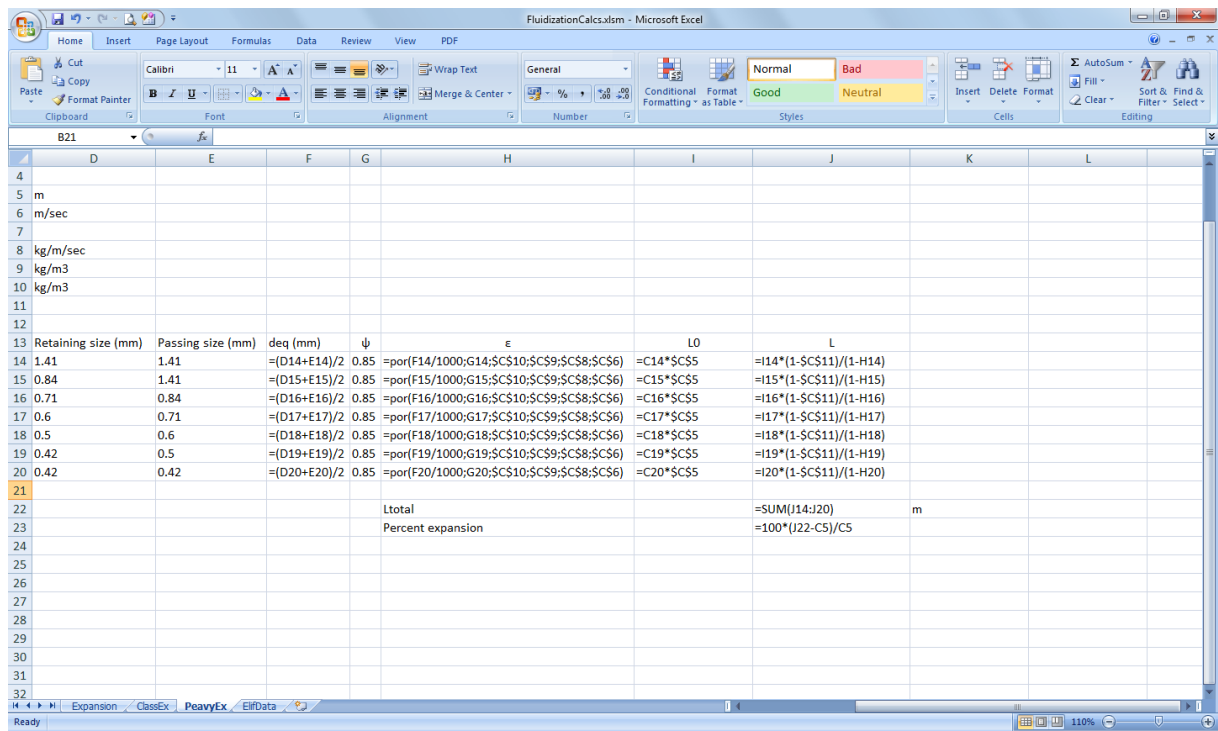 FluidizationCalcs.xlsm - Microsoft Excel
Home Insert Page Layout Formulas Data Review View PDF
Cut
Copy
Format Painter
Paste
Clipboard
Calibri 11 A A
B I U A
Font
Wrap Text
Merge & Center
Alignment
General
% , .0 .00 .00 .0
Number
Conditional Formatting Format as Table
Normal Bad
Good Neutral
Styles
Insert Delete Format
Cells
Σ AutoSum
Fill
Clear
Sort & Filter Find & Select
Editing
B21 fx
D E F G H I J K L
4
5 m
6 m/sec
7
8 kg/m/sec
9 kg/m3
10 kg/m3
11
12
13 Retaining size (mm) Passing size (mm) deq (mm) ψ ε L0 L
14 1.41 1.41 =(D14+E14)/2 0.85 =por(F14/1000;G14;$C$10;$C$9;$C$8;$C$6) =C14*$C$5 =I14*(1-$C$11)/(1-H14)
15 0.84 1.41 =(D15+E15)/2 0.85 =por(F15/1000;G15;$C$10;$C$9;$C$8;$C$6) =C15*$C$5 =I15*(1-$C$11)/(1-H15)
16 0.71 0.84 =(D16+E16)/2 0.85 =por(F16/1000;G16;$C$10;$C$9;$C$8;$C$6) =C16*$C$5 =I16*(1-$C$11)/(1-H16)
17 0.6 0.71 =(D17+E17)/2 0.85 =por(F17/1000;G17;$C$10;$C$9;$C$8;$C$6) =C17*$C$5 =I17*(1-$C$11)/(1-H17)
18 0.5 0.6 =(D18+E18)/2 0.85 =por(F18/1000;G18;$C$10;$C$9;$C$8;$C$6) =C18*$C$5 =I18*(1-$C$11)/(1-H18)
19 0.42 0.5 =(D19+E19)/2 0.85 =por(F19/1000;G19;$C$10;$C$9;$C$8;$C$6) =C19*$C$5 =I19*(1-$C$11)/(1-H19)
20 0.42 0.42 =(D20+E20)/2 0.85 =por(F20/1000;G20;$C$10;$C$9;$C$8;$C$6) =C20*$C$5 =I20*(1-$C$11)/(1-H20)
21
22 Ltotal =SUM(J14:J20) m
23 Percent expansion =100*(J22-C5)/C5
24
25
26
27
28
29
30
31
32
Expansion ClassEx PeavyEx ElifData
Ready 110%